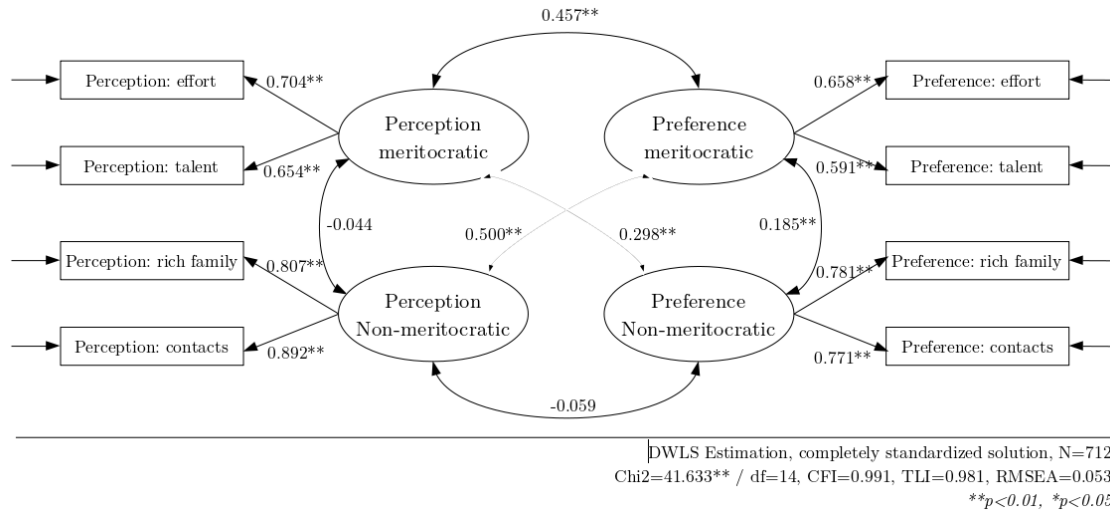 0.457**
Perception: effort
0.704**
0.658**
Preference: effort
Perception
meritocratic
Preference
meritocratic
Perception: talent
0.654**
0.591**
Preference: talent
-0.044
0.500**
0.298**
0.185**
Perception: rich family
0.807**
0.781**
Preference: rich family
Perception
Non-meritocratic
Preference
Non-meritocratic
Perception: contacts
0.892**
0.771**
Preference: contacts
-0.059
DWLS Estimation, completely standardized solution, N=712
Chi2=41.633** / df=14, CFI=0.991, TLI=0.981, RMSEA=0.053
**p<0.01, *p<0.05